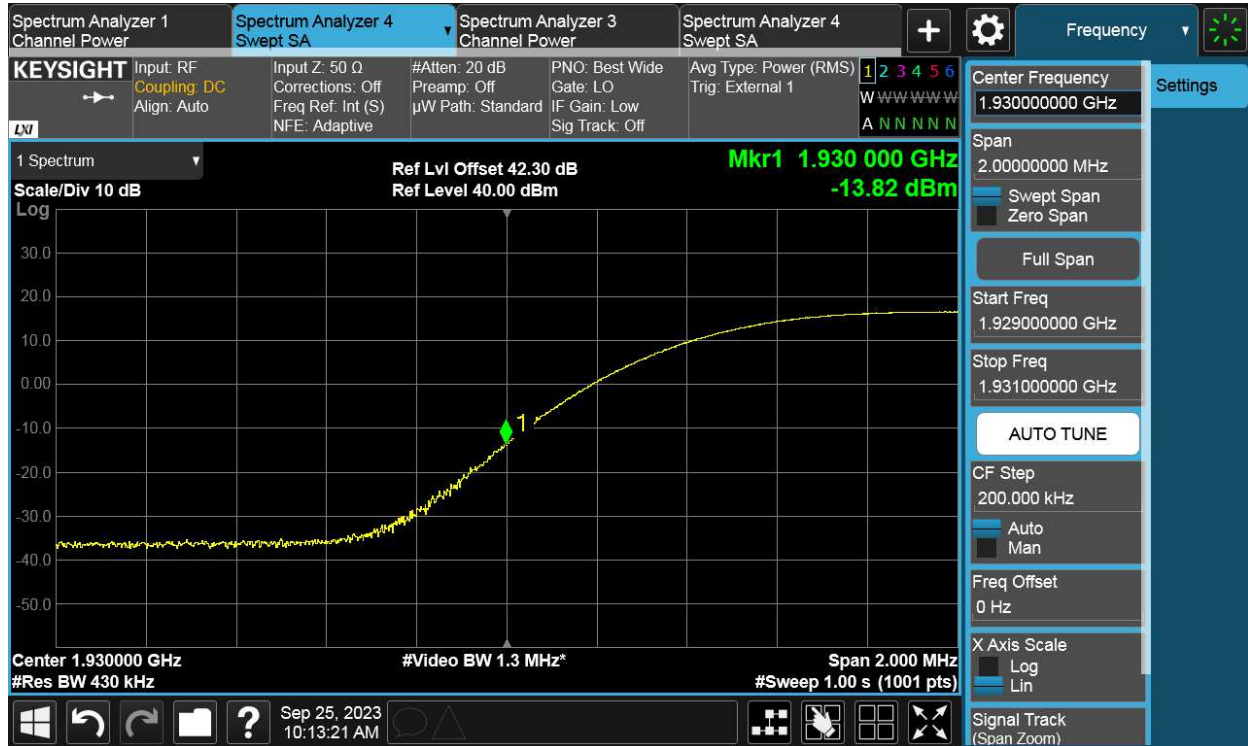 Spectrum Analyzer 1
Channel Power
Spectrum Analyzer 4
Swept SA
Spectrum Analyzer 3
Channel Power
Spectrum Analyzer 4
Swept SA
+
Frequency
KEYSIGHT
LXI
Input: RF
Coupling: DC
Align: Auto
Input Z: 50 Ω
Corrections: Off
Freq Ref: Int (S)
NFE: Adaptive
#Atten: 20 dB
Preamp: Off
µW Path: Standard
PNO: Best Wide
Gate: LO
IF Gain: Low
Sig Track: Off
Avg Type: Power (RMS)
Trig: External 1
1 2 3 4 5 6
W W W W W W
A N N N N N
1 Spectrum
Scale/Div 10 dB
Log
Ref Lvl Offset 42.30 dB
Ref Level 40.00 dBm
Mkr1 1.930 000 GHz
-13.82 dBm
30.0
20.0
10.0
0.00
-10.0
-20.0
-30.0
-40.0
-50.0
1
Center 1.930000 GHz
#Res BW 430 kHz
#Video BW 1.3 MHz*
Span 2.000 MHz
#Sweep 1.00 s (1001 pts)
?
Sep 25, 2023
10:13:21 AM
Center Frequency
1.930000000 GHz
Span
2.00000000 MHz
Swept Span
Zero Span
Full Span
Start Freq
1.929000000 GHz
Stop Freq
1.931000000 GHz
AUTO TUNE
CF Step
200.000 kHz
Auto
Man
Freq Offset
0 Hz
X Axis Scale
Log
Lin
Signal Track
(Span Zoom)
Settings